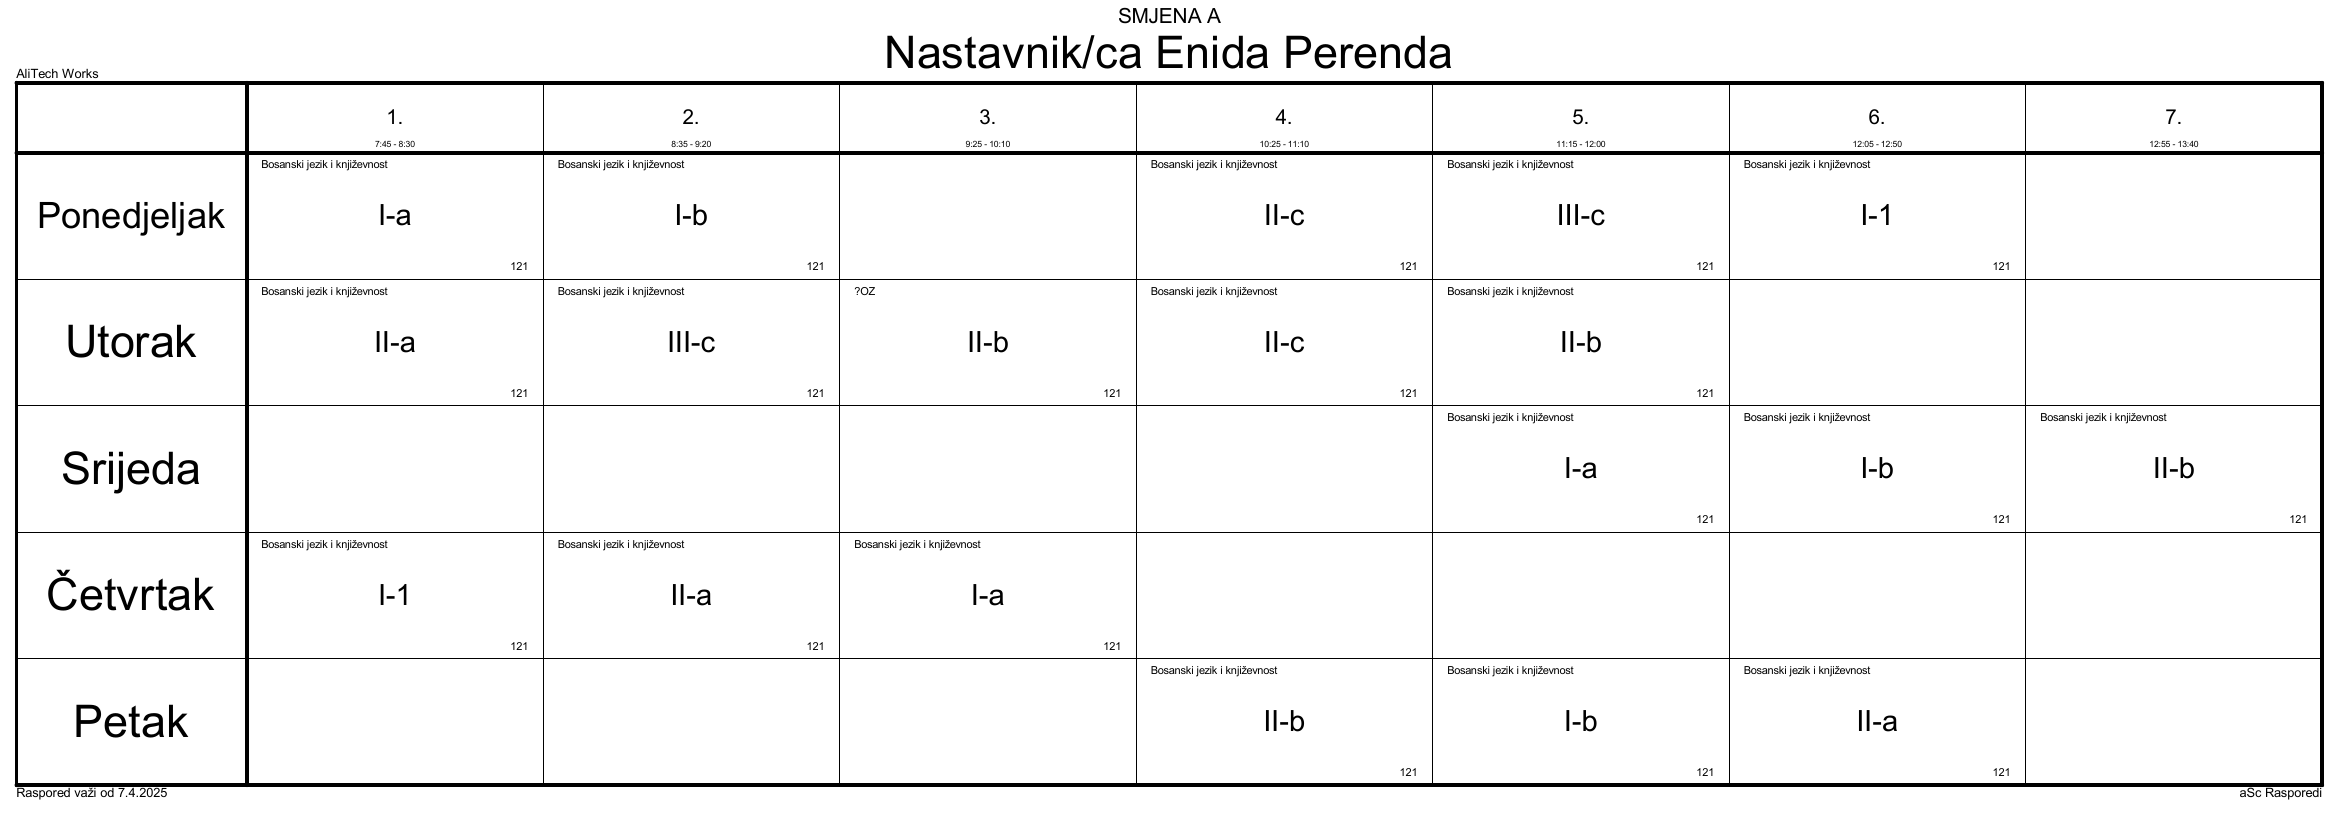 SMJENA A
Nastavnik/ca Enida Perenda
AliTech Works
1. 2. 3. 4. 5. 6. 7.
7:45 - 8:30 8:35 - 9:20 9:25 - 10:10 10:25 - 11:10 11:15 - 12:00 12:05 - 12:50 12:55 - 13:40
Bosanski jezik i književnost Bosanski jezik i književnost Bosanski jezik i književnost Bosanski jezik i književnost Bosanski jezik i književnost
Ponedjeljak I-a I-b II-c III-c I-1
121 121 121 121 121
Bosanski jezik i književnost Bosanski jezik i književnost ?OZ Bosanski jezik i književnost Bosanski jezik i književnost
Utorak II-a III-c II-b II-c II-b
121 121 121 121 121
Bosanski jezik i književnost Bosanski jezik i književnost Bosanski jezik i književnost
Srijeda I-a I-b II-b
121 121 121
Bosanski jezik i književnost Bosanski jezik i književnost Bosanski jezik i književnost
Četvrtak I-1 II-a I-a
121 121 121
Bosanski jezik i književnost Bosanski jezik i književnost Bosanski jezik i književnost
Petak II-b I-b II-a
121 121 121
Raspored važi od 7.4.2025 aSc Rasporedi